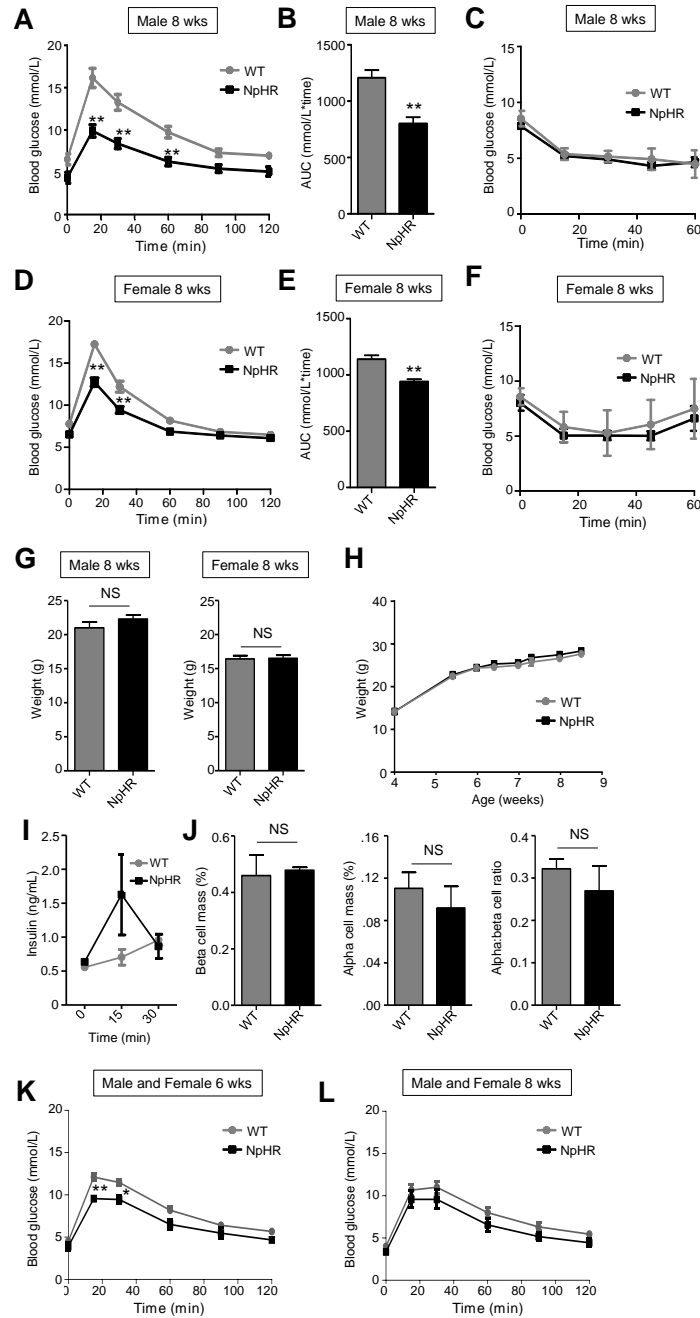 A
Male 8 wks
Blood glucose (mmol/L)
20
15
10
5
0
WT
NpHR
**
**
**
0 20 40 60 80 100 120
Time (min)
B
Male 8 wks
AUC (mmol/L*time)
1500
1000
500
0
**
WT
NpHR
C
Male 8 wks
Blood glucose (mmol/L)
15
10
5
0
WT
NpHR
0 20 40 60
Time (min)
D
Female 8 wks
Blood glucose (mmol/L)
20
15
10
5
0
WT
NpHR
**
**
0 20 40 60 80 100 120
Time (min)
E
Female 8 wks
AUC (mmol/L*time)
1500
1000
500
0
**
WT
NpHR
F
Female 8 wks
Blood glucose (mmol/L)
15
10
5
0
WT
NpHR
0 20 40 60
Time (min)
G
Male 8 wks
Weight (g)
25
20
15
10
5
0
NS
WT
NpHR
Female 8 wks
Weight (g)
25
20
15
10
5
0
NS
WT
NpHR
H
Weight (g)
40
30
20
10
0
WT
NpHR
4 5 6 7 8 9
Age (weeks)
I
Insulin (ng/mL)
2.5
2.0
1.5
1.0
0.5
0
WT
NpHR
0 15 30
Time (min)
J
Beta cell mass (%)
0.6
0.4
0.2
0.0
NS
WT
NpHR
Alpha cell mass (%)
.16
.12
.08
.04
.00
NS
WT
NpHR
Alpha:beta cell ratio
0.4
0.3
0.2
0.1
0.0
NS
WT
NpHR
K
Male and Female 6 wks
Blood glucose (mmol/L)
20
15
10
5
0
WT
NpHR
**
*
20 40 60 80 100 120
Time (min)
L
Male and Female 8 wks
Blood glucose (mmol/L)
20
15
10
5
0
WT
NpHR
0 20 40 60 80 100 120
Time (min)